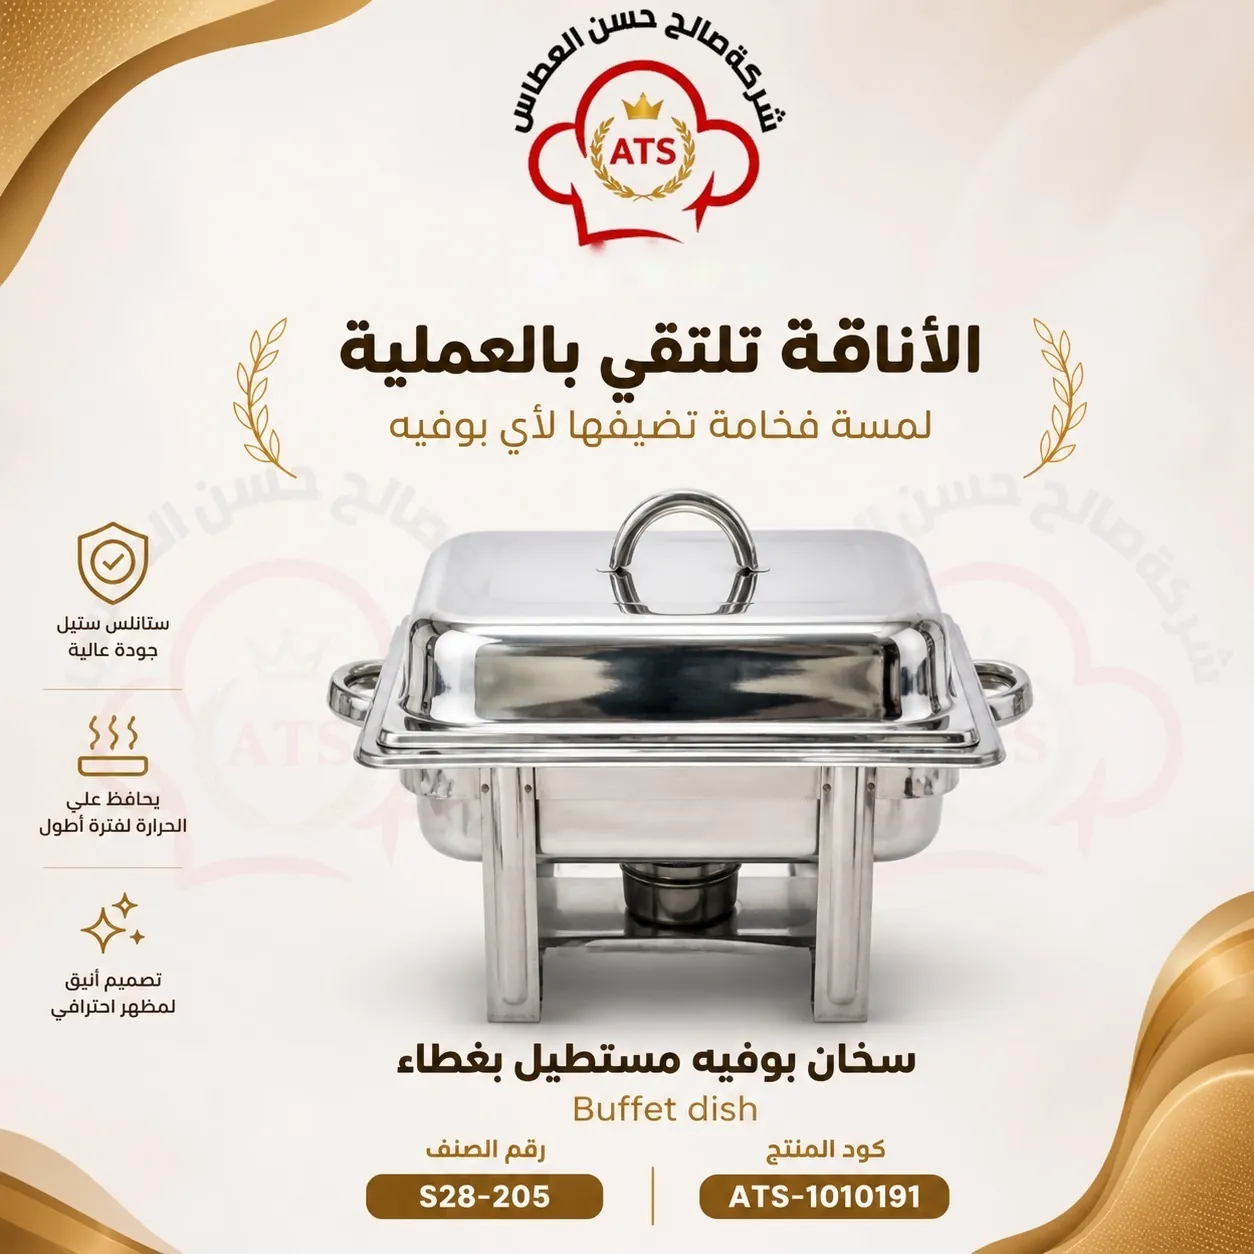 شركة صالح حسن العطاس
ATS
الأناقة تلتقي بالعملية
لمسة فخامة تضيفها لأي بوفيه
ستانلس ستيل
جودة عالية
يحافظ علي
الحرارة لفترة أطول
تصميم أنيق
لمظهر احترافي
سخان بوفيه مستطيل بغطاء
Buffet dish
كود المنتج
ATS-1010191
رقم الصنف
S28-205